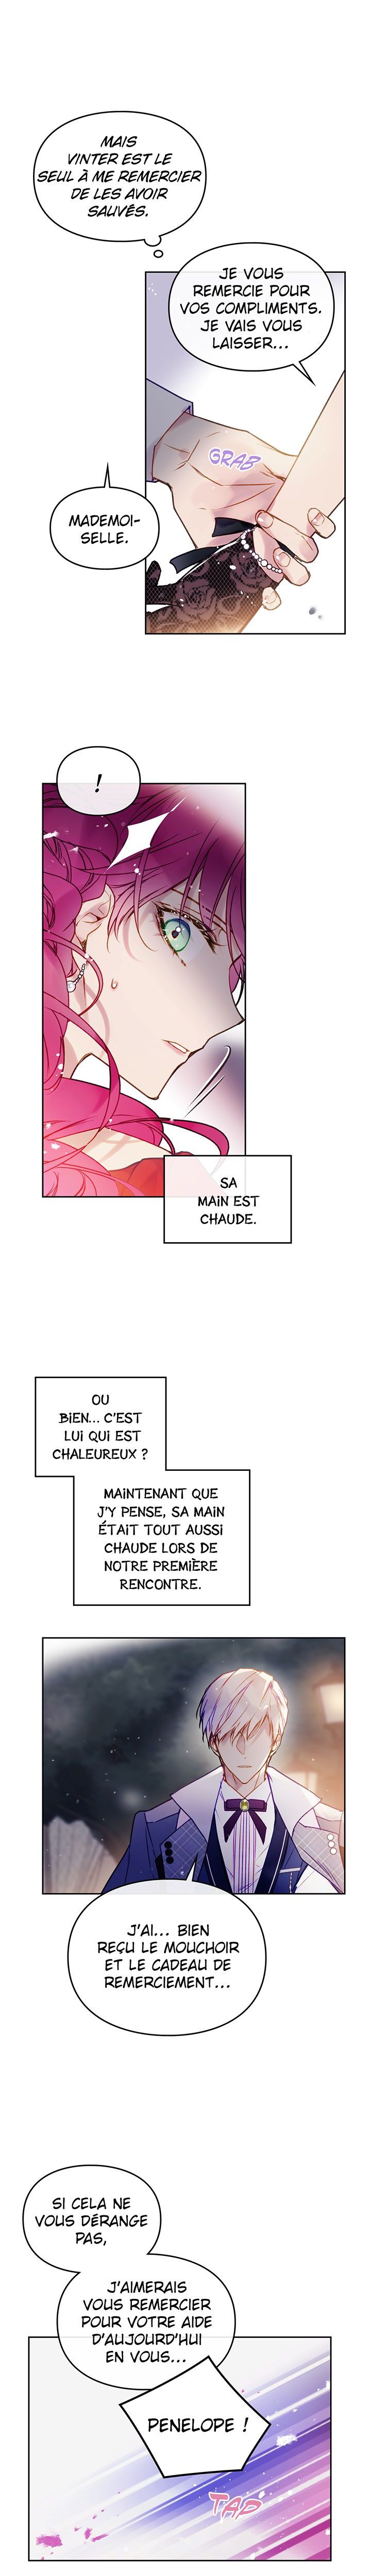 MAIS
VINTER EST LE
SEUL À ME REMERCIER
DE LES AVOIR
SAUVÉS.
JE VOUS
REMERCIE POUR
VOS COMPLIMENTS.
JE VAIS VOUS
LAISSER...
GRAB
MADEMOI-
SELLE.
!
SA
MAIN EST
CHAUDE.
OU
BIEN... C'EST
LUI QUI EST
CHALEUREUX ?
MAINTENANT QUE
J'Y PENSE, SA MAIN
ÉTAIT TOUT AUSSI
CHAUDE LORS DE
NOTRE PREMIÈRE
RENCONTRE.
J'AI... BIEN
REÇU LE MOUCHOIR
ET LE CADEAU DE
REMERCIEMENT...
SI CELA NE
VOUS DÉRANGE
PAS,
J'AIMERAIS
VOUS REMERCIER
POUR VOTRE AIDE
D'AUJOURD'HUI
EN VOUS...
PENELOPE !
TAP